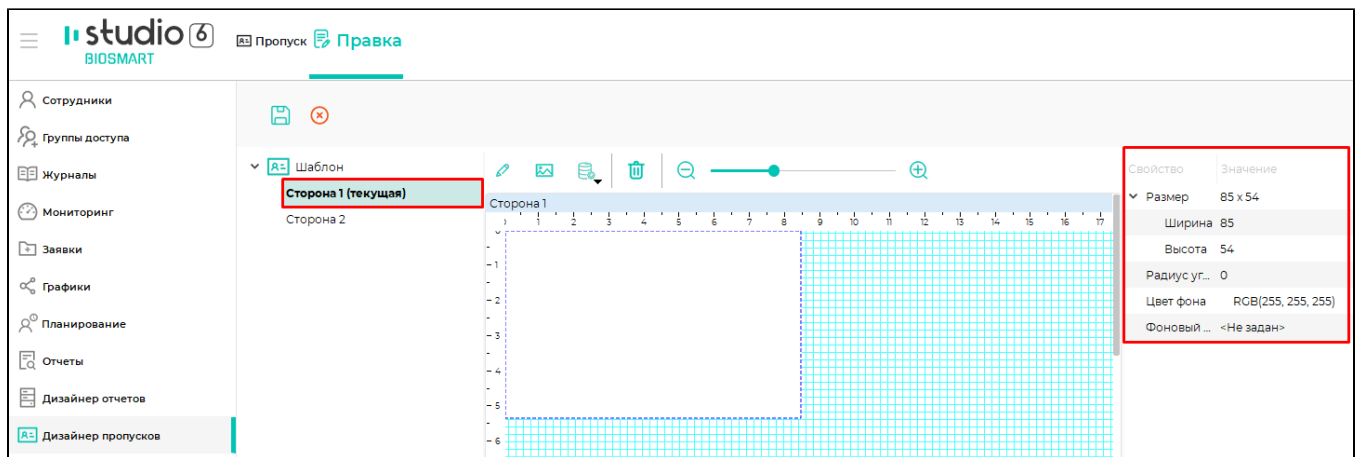 studio 6
BIOSMART
Пропуск
Правка
Сотрудники
Группы доступа
Журналы
Мониторинг
Заявки
Графики
Планирование
Отчеты
Дизайнер отчетов
Дизайнер пропусков
Шаблон
Сторона 1 (текущая)
Сторона 2
Сторона 1
1 2 3 4 5 6 7 8 9 10 11 12 13 14 15 16 17
1
2
3
4
5
6
Свойство Значение
Размер 85 x 54
Ширина 85
Высота 54
Радиус уг... 0
Цвет фона RGB(255, 255, 255)
Фоновый ... <Не задан>